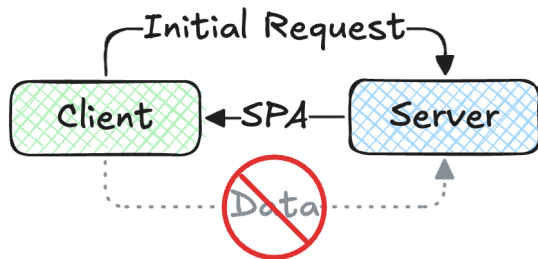 Initial Request
Client
SPA
Server
Data